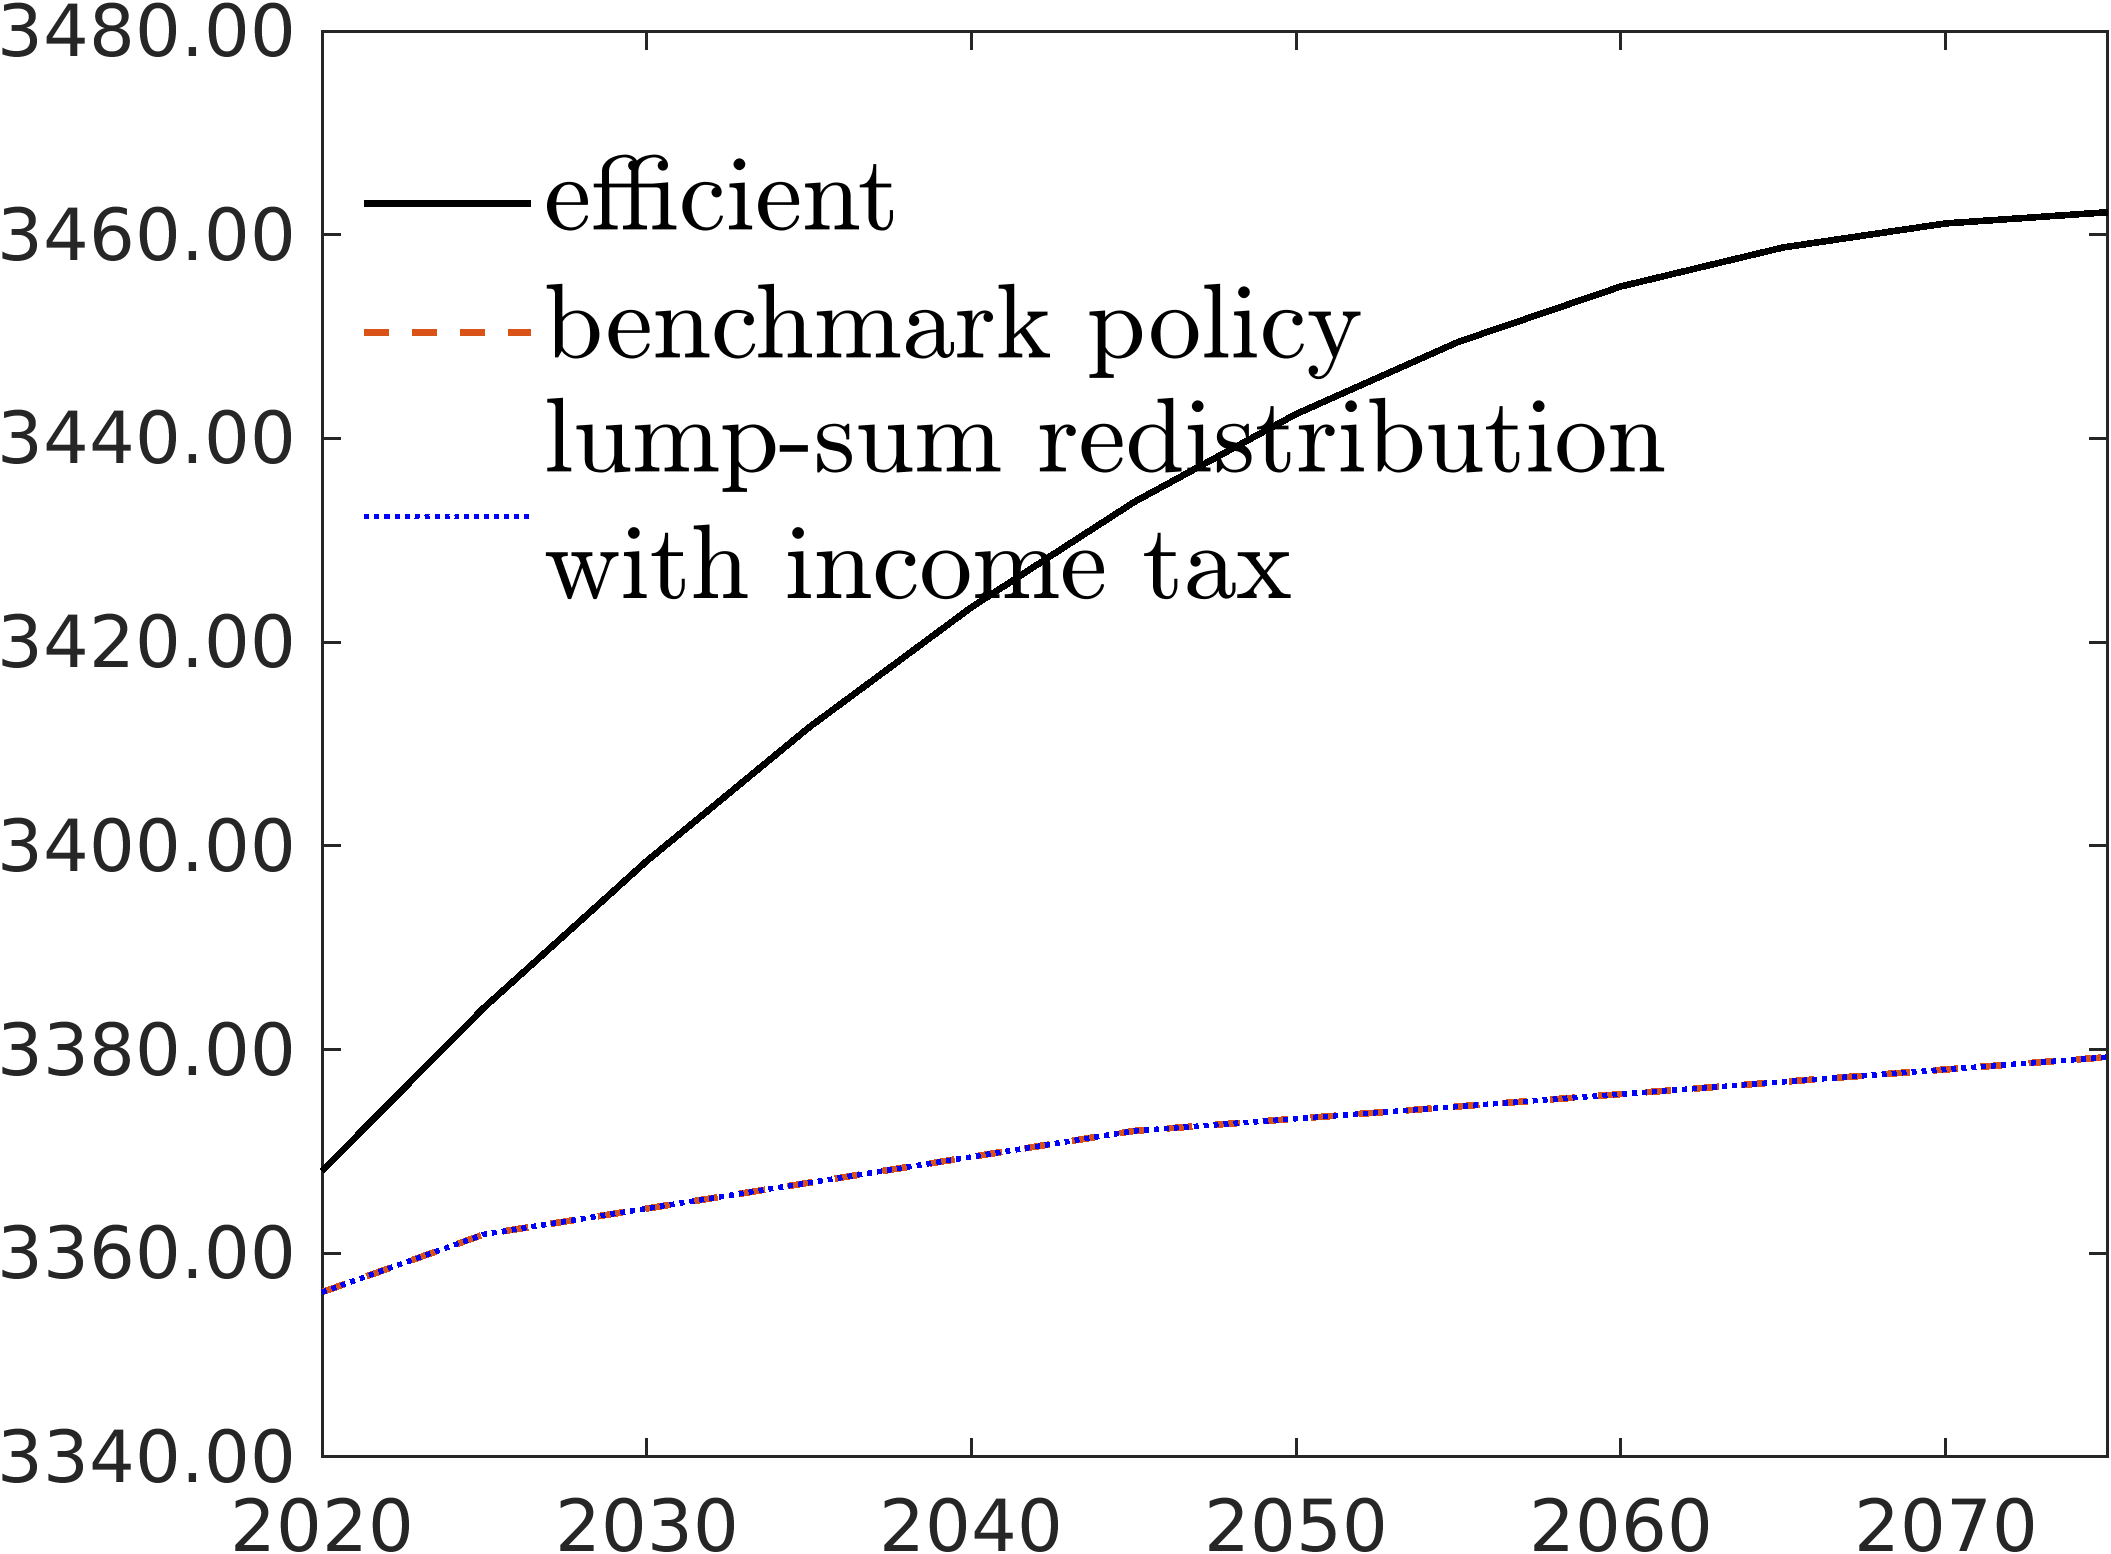 3480.00
3460.00
3440.00
3420.00
3400.00
3380.00
3360.00
3340.00
efficient
benchmark policy
lump-sum redistribution
with income tax
2020 2030 2040 2050 2060 2070